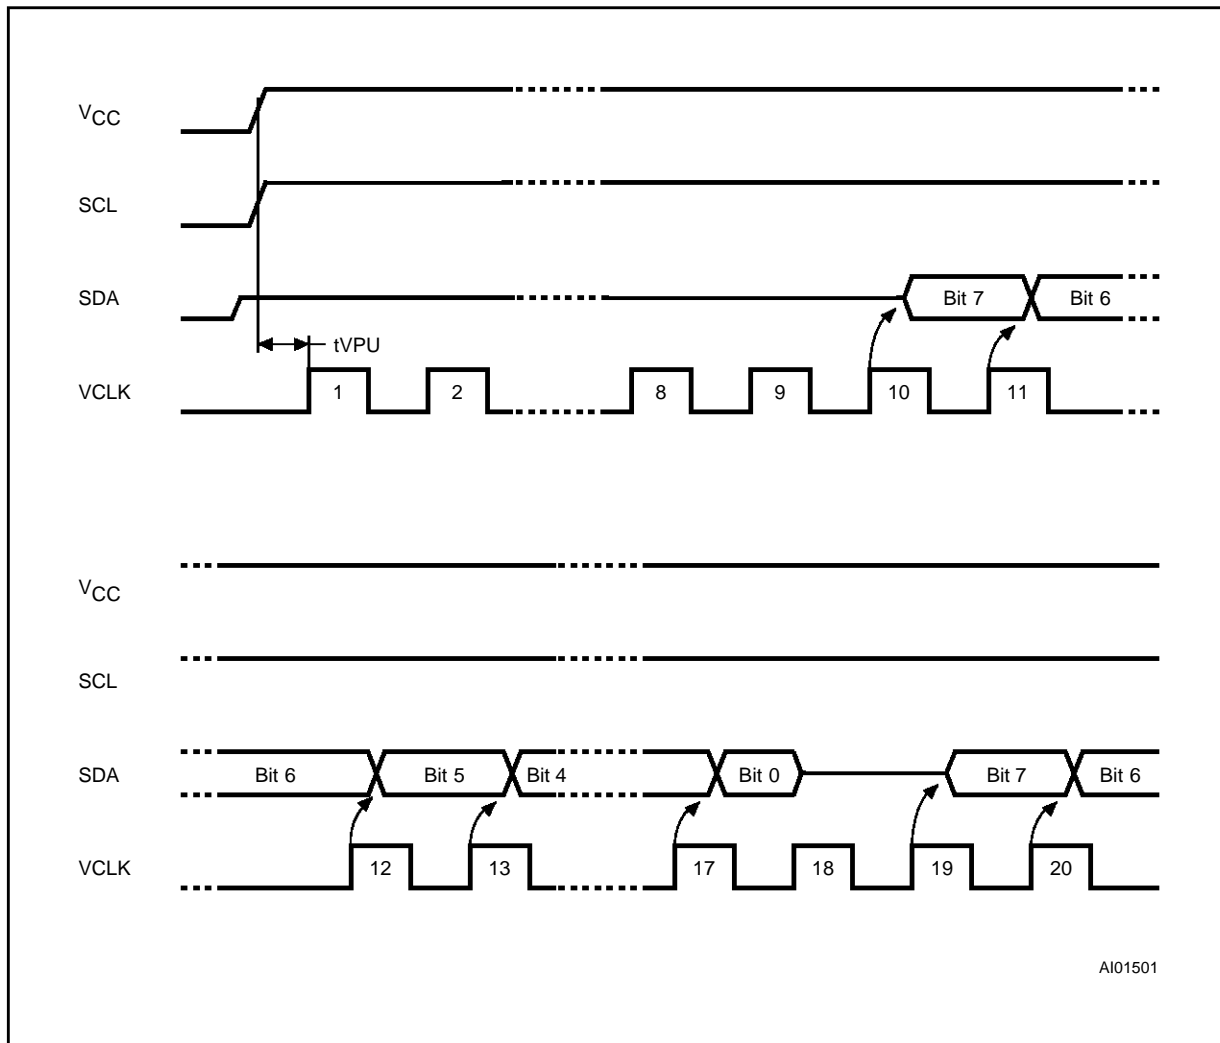 VCC
SCL
SDA Bit 7 Bit 6
tVPU
VCLK 1 2 8 9 10 11
VCC
SCL
SDA Bit 6 Bit 5 Bit 4 Bit 0 Bit 7 Bit 6
VCLK 12 13 17 18 19 20
AI01501